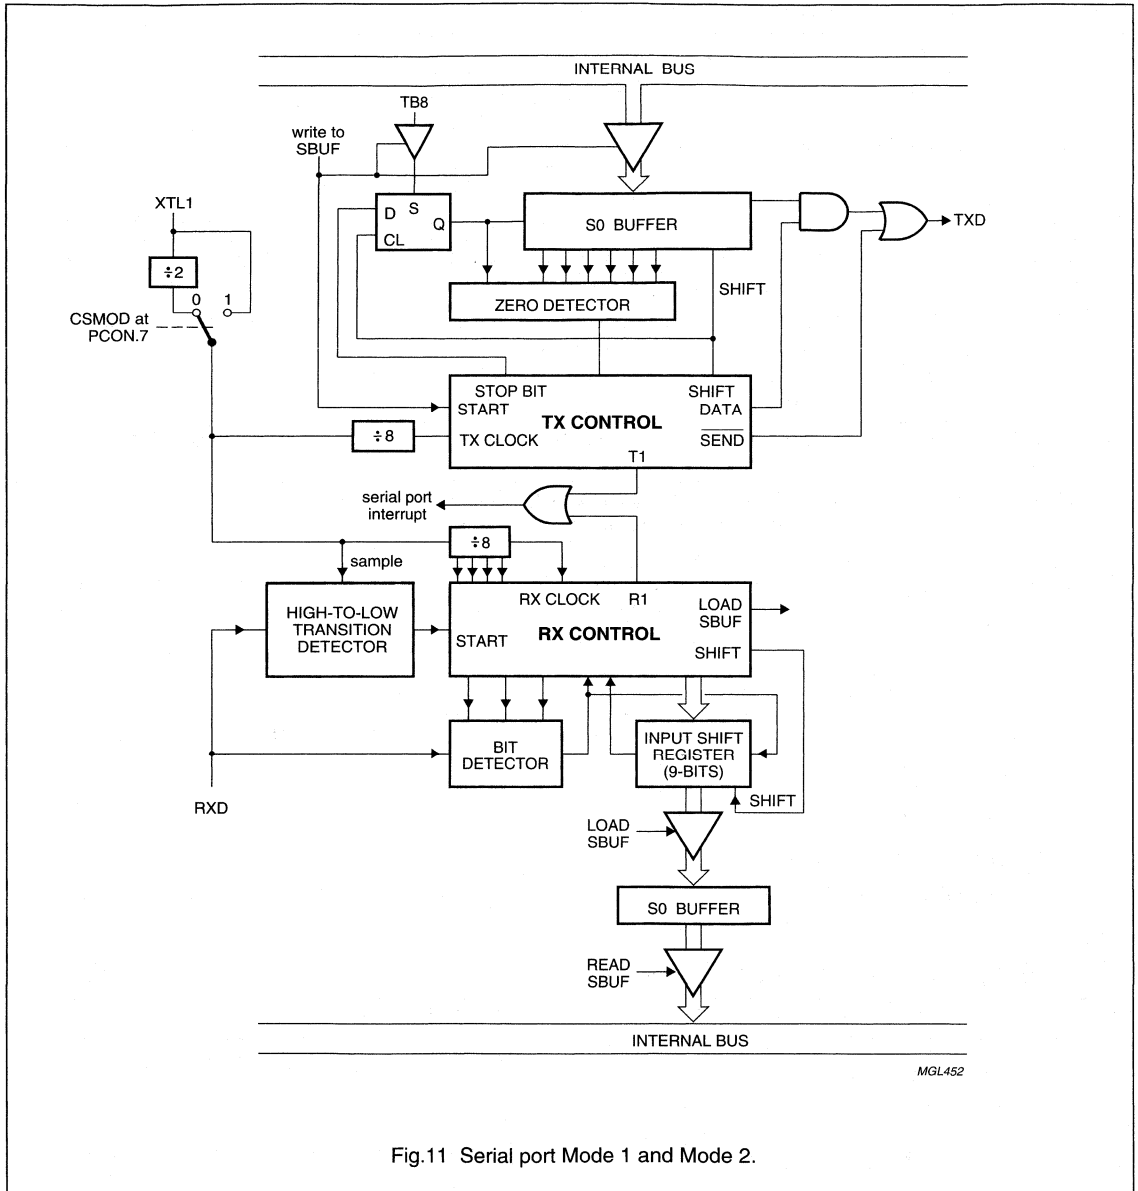 INTERNAL BUS
TB8
write to
SBUF
XTL1
÷2
0 1
CSMOD at
PCON.7
D S
Q
CL
S0 BUFFER
TXD
ZERO DETECTOR
SHIFT
STOP BIT
SHIFT
START
DATA
TX CONTROL
÷8
TX CLOCK
SEND
T1
serial port
interrupt
÷8
sample
HIGH-TO-LOW
TRANSITION
DETECTOR
RX CLOCK R1
LOAD
SBUF
START
RX CONTROL
SHIFT
BIT
DETECTOR
INPUT SHIFT
REGISTER
(9-BITS)
RXD
SHIFT
LOAD
SBUF
S0 BUFFER
READ
SBUF
INTERNAL BUS
MGL452
Fig.11 Serial port Mode 1 and Mode 2.